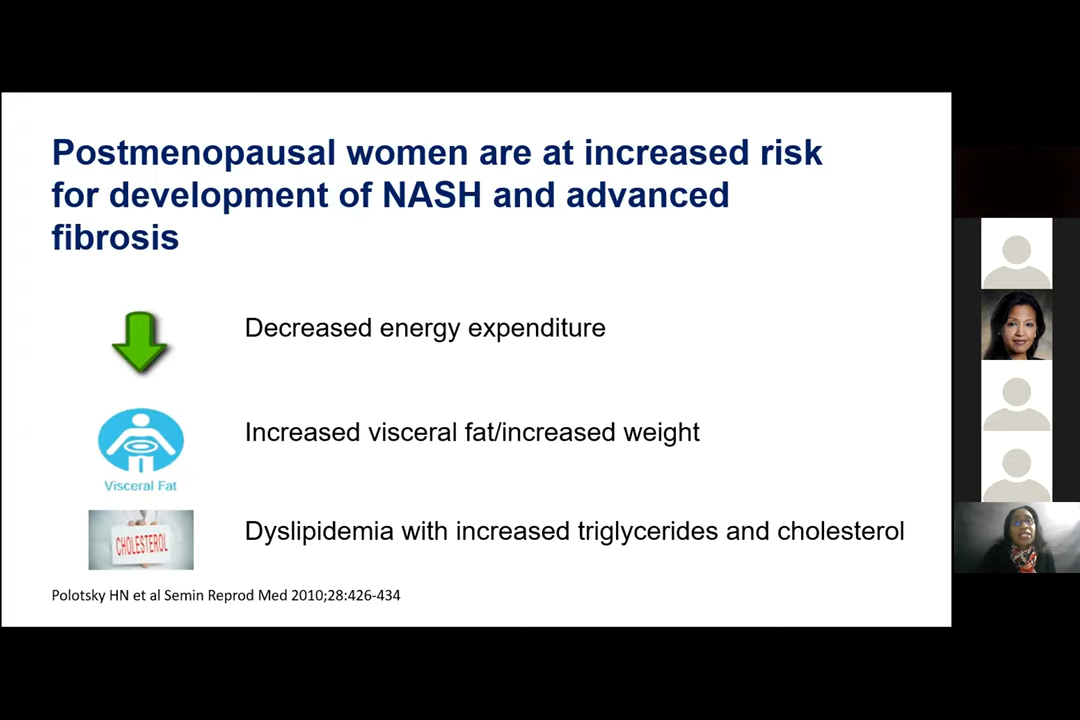 Postmenopausal women are at increased risk
for development of NASH and advanced
fibrosis
Decreased energy expenditure
Increased visceral fat/increased weight
Visceral Fat
CHOLESTEROL
Dyslipidemia with increased triglycerides and cholesterol
Polotsky HN et al Semin Reprod Med 2010;28:426-434